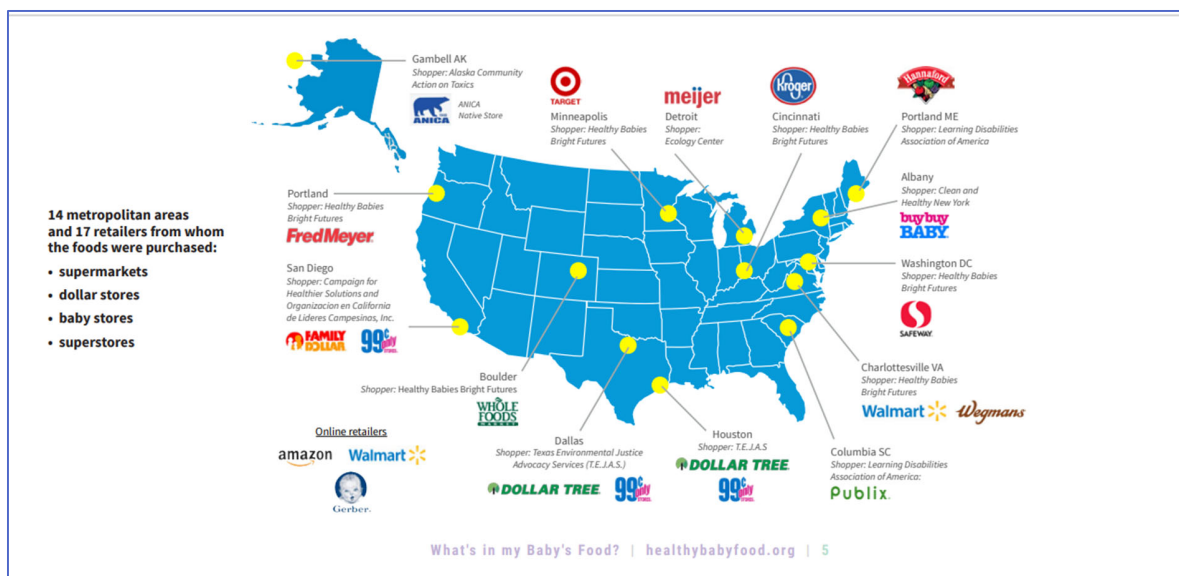 Gambell AK
Shopper: Alaska Community
Action on Toxics
ANICA
ANICA
Native Store
TARGET
Minneapolis
Shopper: Healthy Babies
Bright Futures
meijer
Detroit
Shopper:
Ecology Center
Kroger
Cincinnati
Shopper: Healthy Babies
Bright Futures
Hannaford
Portland ME
Shopper: Learning Disabilities
Association of America
Albany
Shopper: Clean and
Healthy New York
buybuy
BABY
Portland
Shopper: Healthy Babies
Bright Futures
FredMeyer
14 metropolitan areas
and 17 retailers from whom
the foods were purchased:
• supermarkets
• dollar stores
• baby stores
• superstores
San Diego
Shopper: Campaign for
Healthier Solutions and
Organizacion en California
de Lideres Campesinas, Inc.
FAMILY
DOLLAR
99¢ only
STORES
Washington DC
Shopper: Healthy Babies
Bright Futures
SAFEWAY
Boulder
Shopper: Healthy Babies Bright Futures
WHOLE
FOODS
MARKET
Charlottesville VA
Shopper: Healthy Babies
Bright Futures
Walmart
Wegmans
Online retailers
amazon
Walmart
Gerber
Dallas
Shopper: Texas Environmental Justice
Advocacy Services (T.E.J.A.S.)
DOLLAR TREE
99¢ only
STORES
Houston
Shopper: T.E.J.A.S
DOLLAR TREE
99¢ only
STORES
Columbia SC
Shopper: Learning Disabilities
Association of America:
Publix
What's in my Baby's Food? | healthybabyfood.org | 5